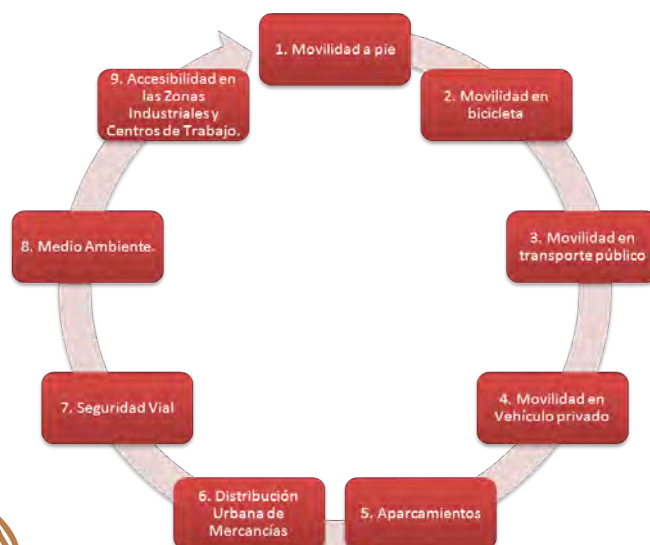 1. Movilidad a pie
2. Movilidad en
bicicleta
3. Movilidad en
transporte público
4. Movilidad en
Vehículo privado
5. Aparcamientos
6. Distribución
Urbana de
Mercancías
7. Seguridad Vial
8. Medio Ambiente.
9. Accesibilidad en
las Zonas
Industriales y
Centros de Trabajo.